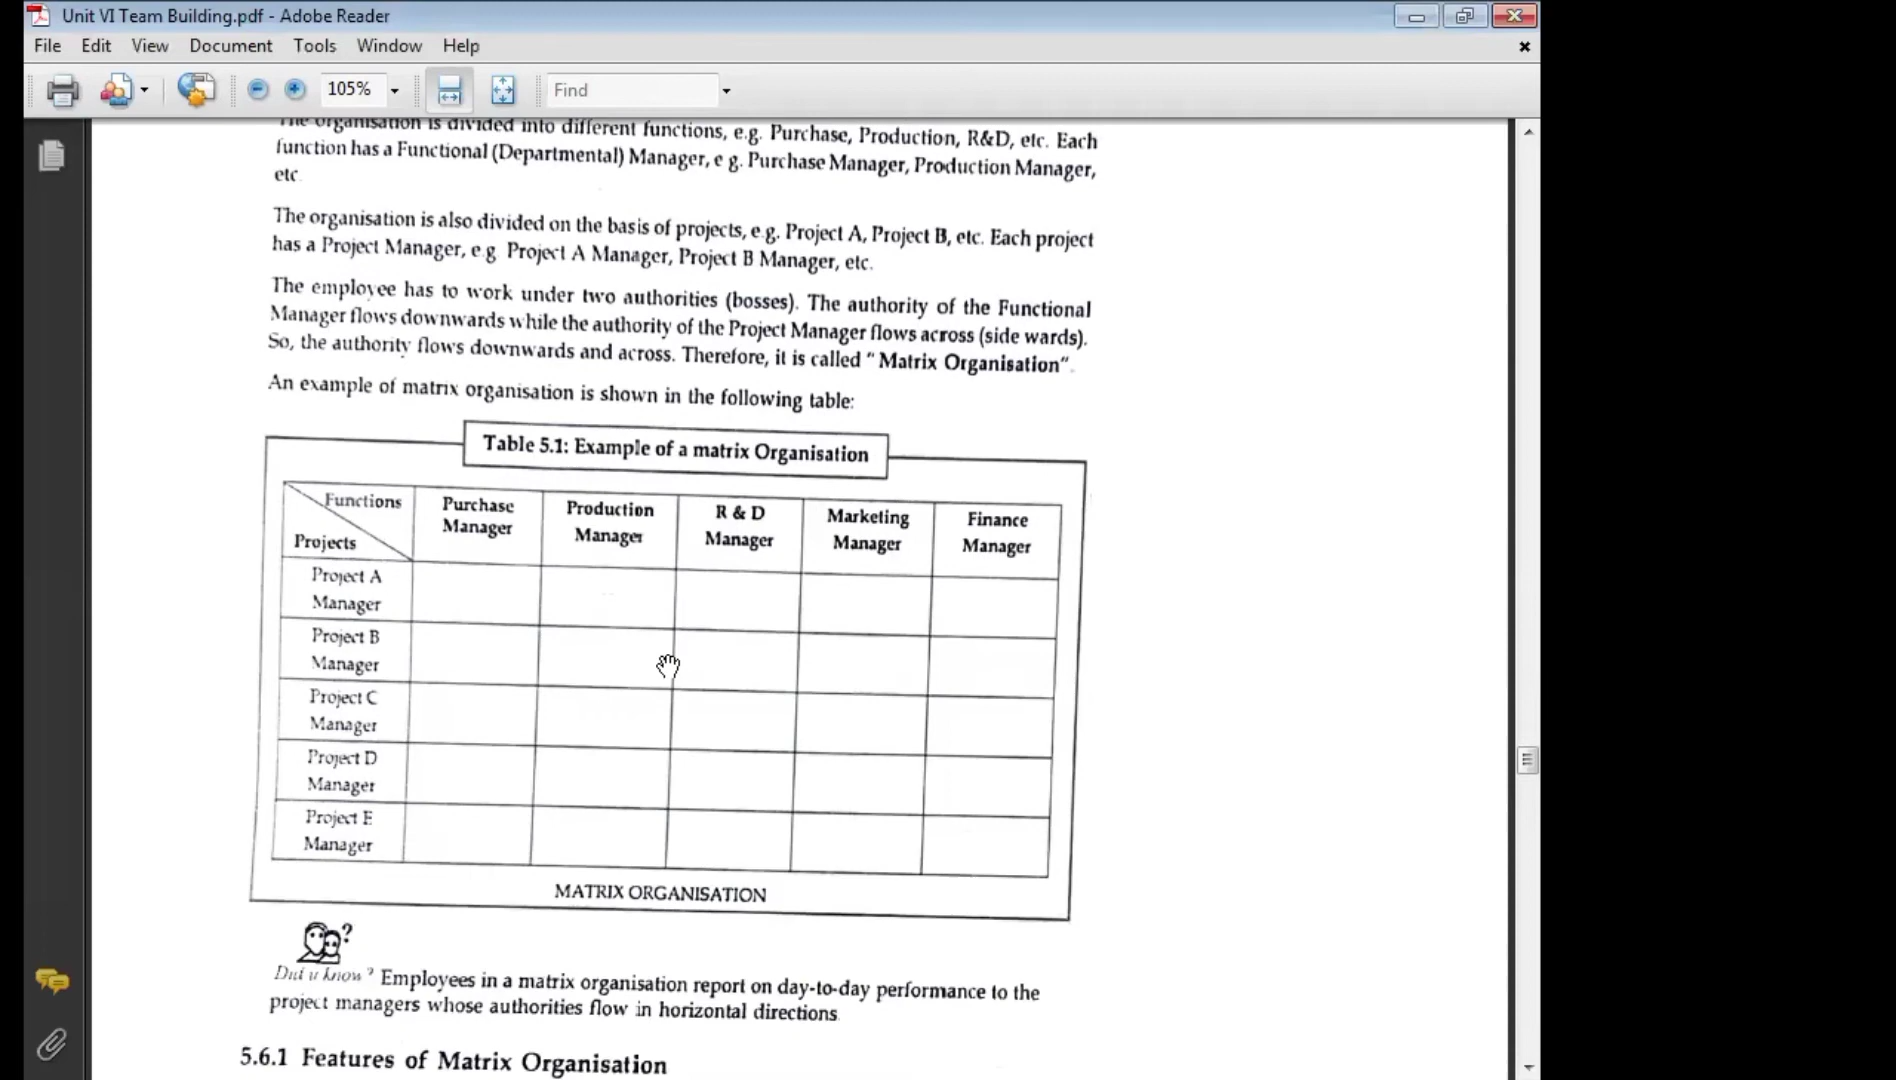 Unit VI Team Building.pdf - Adobe Reader
File Edit View Document Tools Window Help
105% Find
The organisation is divided into different functions, e.g. Purchase, Production, R&D, etc. Each
function has a Functional (Departmental) Manager, e g. Purchase Manager, Production Manager,
etc
The organisation is also divided on the basis of projects, e.g. Project A, Project B, etc. Each project
has a Project Manager, e.g Project A Manager, Project B Manager, etc.
The employee has to work under two authorities (bosses). The authority of the Functional
Manager flows downwards while the authority of the Project Manager flows across (side wards).
So, the authority flows downwards and across. Therefore, it is called "Matrix Organisation".
An example of matrix organisation is shown in the following table:
Table 5.1: Example of a matrix Organisation
Functions
Projects
Purchase
Manager
Production
Manager
R & D
Manager
Marketing
Manager
Finance
Manager
Project A
Manager
Project B
Manager
Project C
Manager
Project D
Manager
Project E
Manager
MATRIX ORGANISATION
?
Did u know? Employees in a matrix organisation report on day-to-day performance to the
project managers whose authorities flow in horizontal directions
5.6.1 Features of Matrix Organisation